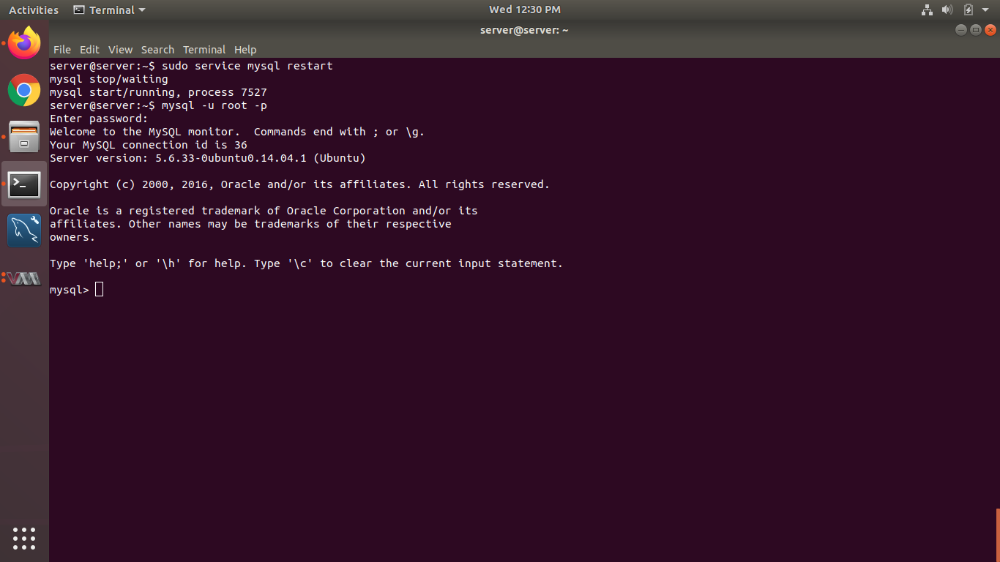 Activities Terminal Wed 12:30 PM
server@server: ~
File Edit View Search Terminal Help
server@server:~$ sudo service mysql restart
mysql stop/waiting
mysql start/running, process 7527
server@server:~$ mysql -u root -p
Enter password:
Welcome to the MySQL monitor.  Commands end with ; or \g.
Your MySQL connection id is 36
Server version: 5.6.33-0ubuntu0.14.04.1 (Ubuntu)
Copyright (c) 2000, 2016, Oracle and/or its affiliates. All rights reserved.
Oracle is a registered trademark of Oracle Corporation and/or its
affiliates. Other names may be trademarks of their respective
owners.
Type 'help;' or '\h' for help. Type '\c' to clear the current input statement.
mysql>